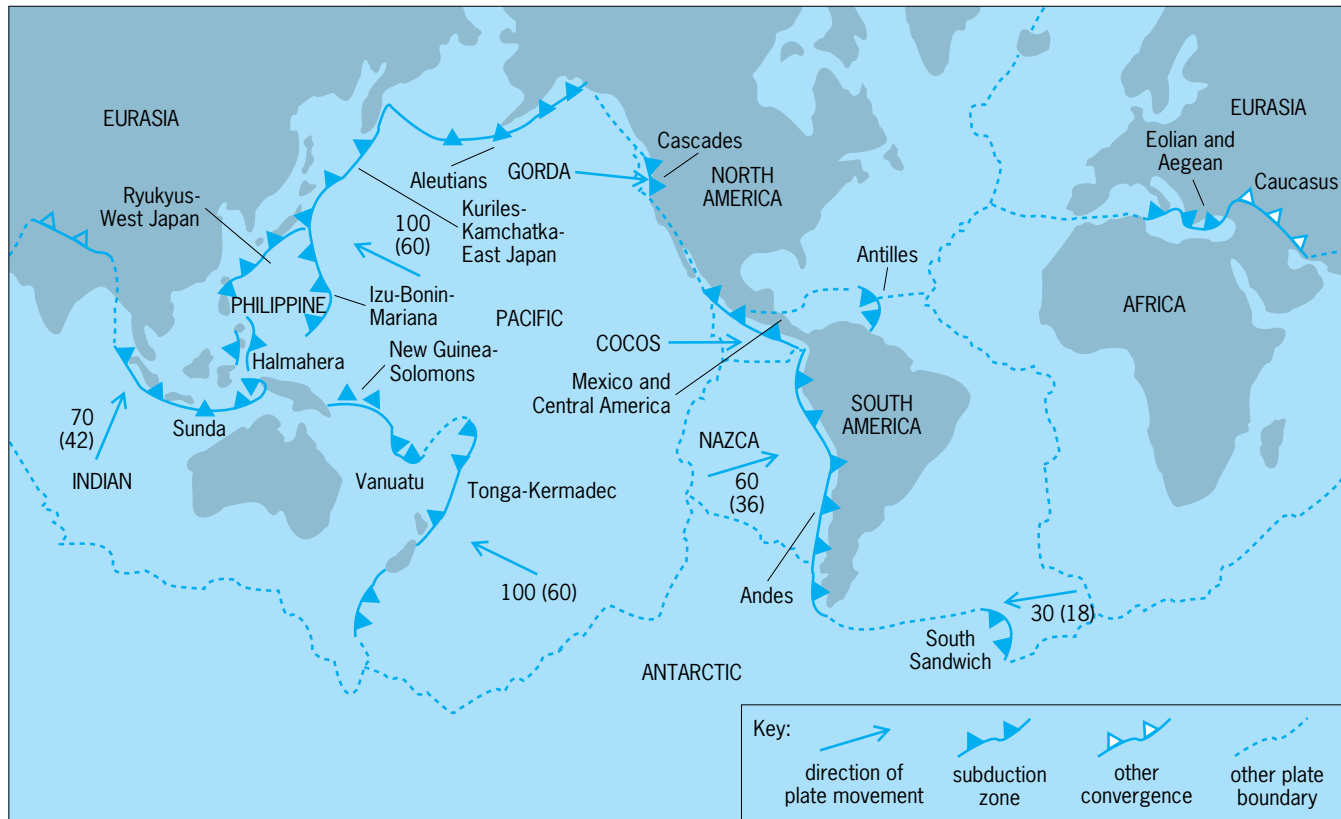 EURASIA
Ryukyus-
West Japan
Aleutians
100
(60)
Kuriles-
Kamchatka-
East Japan
GORDA
Cascades
NORTH
AMERICA
EURASIA
Eolian and
Aegean
Caucasus
PHILIPPINE
Izu-Bonin-
Mariana
PACIFIC
Antilles
AFRICA
Halmahera
New Guinea-
Solomons
COCOS
Mexico and
Central America
SOUTH
AMERICA
70
(42)
Sunda
INDIAN
Vanuatu
Tonga-Kermadec
NAZCA
60
(36)
100 (60)
Andes
30 (18)
South
Sandwich
ANTARCTIC
Key:
direction of
plate movement
subduction
zone
other
convergence
other plate
boundary